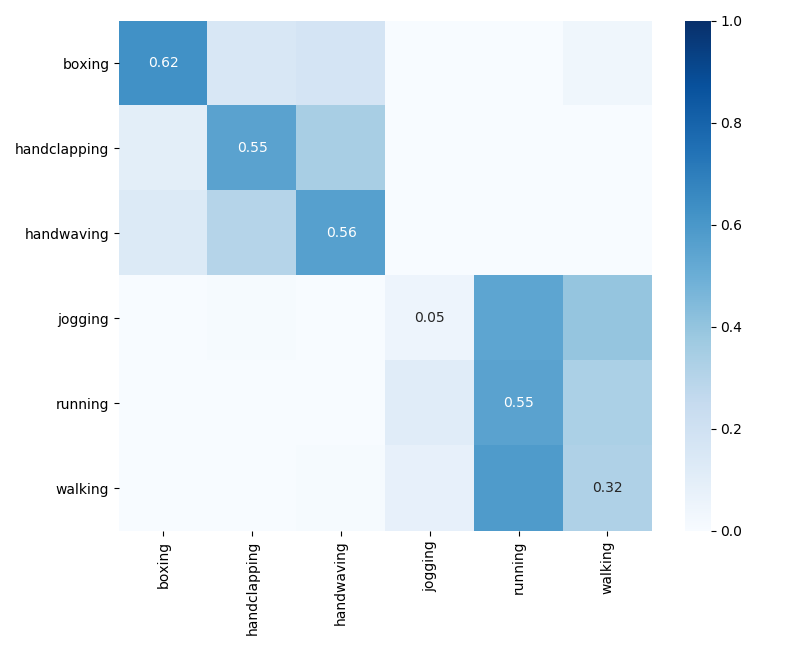 boxing
handclapping
handwaving
jogging
running
walking
0.62
0.55
0.56
0.05
0.55
0.32
boxing
handclapping
handwaving
jogging
running
walking
1.0
0.8
0.6
0.4
0.2
0.0